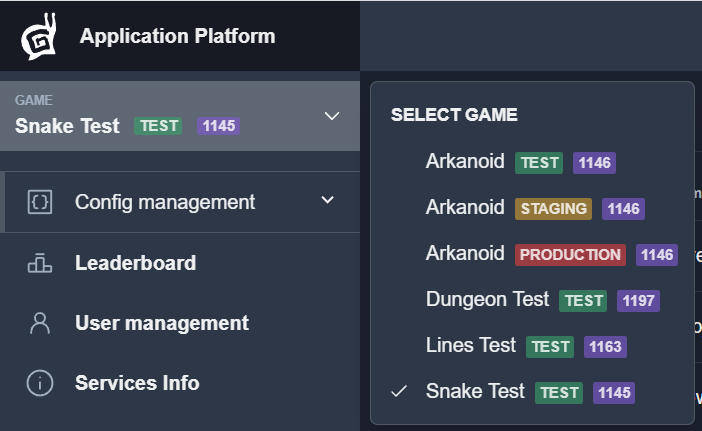 Application Platform
GAME
Snake Test TEST 1145
Config management
Leaderboard
User management
Services Info
SELECT GAME
Arkanoid TEST 1146
Arkanoid STAGING 1146
Arkanoid PRODUCTION 1146
Dungeon Test TEST 1197
Lines Test TEST 1163
Snake Test TEST 1145